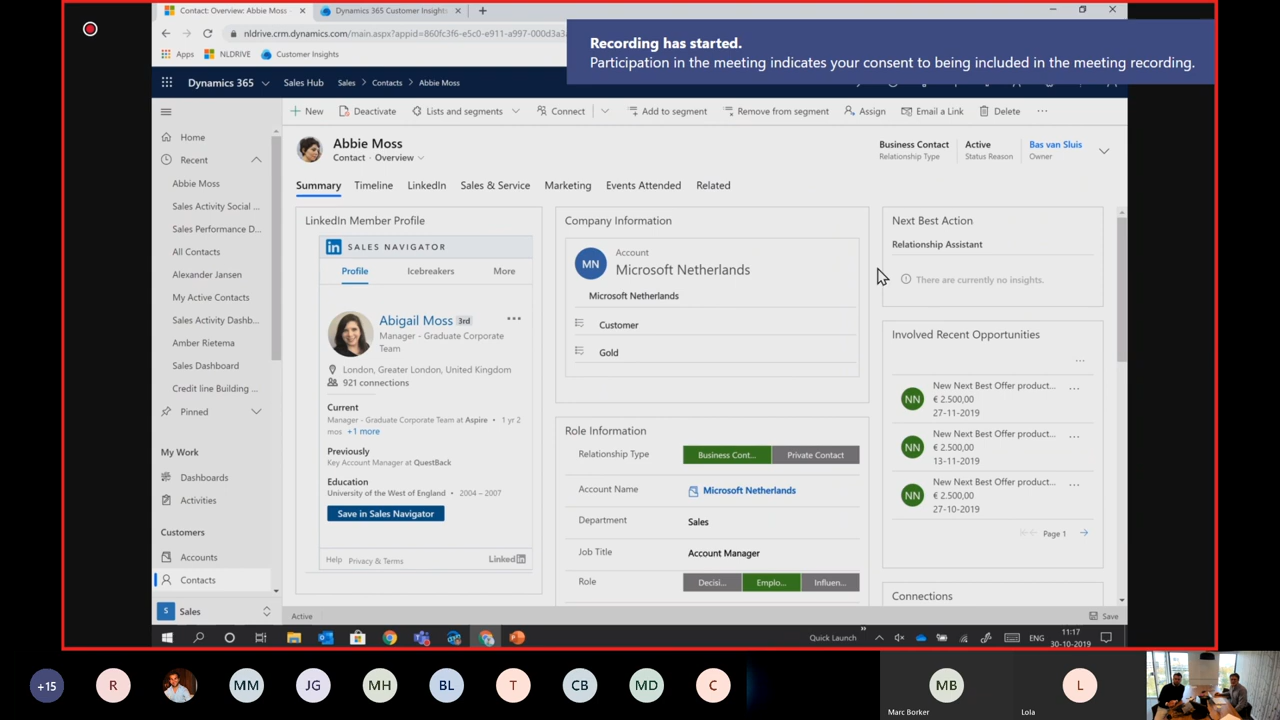 Contact: Overview: Abbie Moss
Dynamics 365 Customer Insights
nldrive.crm.dynamics.com/main.aspx?appid=860fc3f6-e5c0-e911-a997-000d3a3a
Recording has started.
Participation in the meeting indicates your consent to being included in the meeting recording.
Apps
NLDRIVE
Customer Insights
Dynamics 365
Sales Hub
Sales > Contacts > Abbie Moss
+ New
Deactivate
Lists and segments
Connect
Add to segment
Remove from segment
Assign
Email a Link
Delete
Home
Recent
Abbie Moss
Sales Activity Social ...
Sales Performance D...
All Contacts
Alexander Jansen
My Active Contacts
Sales Activity Dashb...
Amber Rietema
Sales Dashboard
Credit line Building ...
Pinned
My Work
Dashboards
Activities
Customers
Accounts
Contacts
S Sales
Abbie Moss
Contact · Overview
Business Contact
Relationship Type
Active
Status Reason
Bas van Sluis
Owner
Summary
Timeline
LinkedIn
Sales & Service
Marketing
Events Attended
Related
LinkedIn Member Profile
in SALES NAVIGATOR
Profile
Icebreakers
More
Abigail Moss 3rd
Manager - Graduate Corporate
Team
London, Greater London, United Kingdom
921 connections
Current
Manager - Graduate Corporate Team at Aspire • 1 yr 2
mos +1 more
Previously
Key Account Manager at QuestBack
Education
University of the West of England • 2004 – 2007
Save in Sales Navigator
Help
Privacy & Terms
LinkedIn
Company Information
MN
Account
Microsoft Netherlands
Microsoft Netherlands
Customer
Gold
Role Information
Relationship Type
Business Cont...
Private Contact
Account Name
Microsoft Netherlands
Department
Sales
Job Title
Account Manager
Role
Decisi...
Emplo...
Influen...
Next Best Action
Relationship Assistant
There are currently no insights.
Involved Recent Opportunities
NN
New Next Best Offer product...
€ 2.500,00
27-11-2019
NN
New Next Best Offer product...
€ 2.500,00
13-11-2019
NN
New Next Best Offer product...
€ 2.500,00
27-10-2019
Page 1
Connections
Active
Save
Quick Launch
ENG
11:17
30-10-2019
+15
R
MM
JG
MH
BL
T
CB
MD
C
MB
Marc Borker
L
Lola